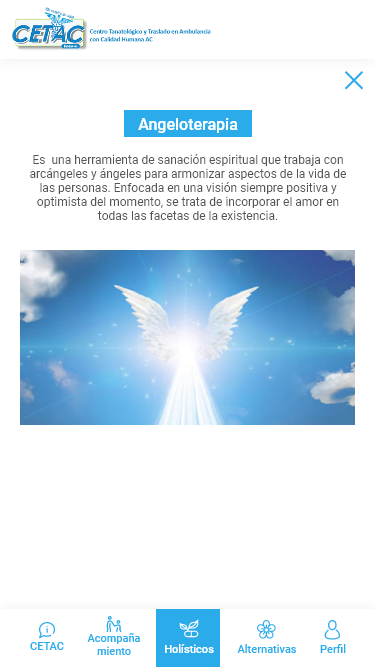 CETAC
Centro Tanatológico y Traslado en Ambulancia
con Calidad Humana AC
Angeloterapia
Es una herramienta de sanación espiritual que trabaja con
arcángeles y ángeles para armonizar aspectos de la vida de
las personas. Enfocada en una visión siempre positiva y
optimista del momento, se trata de incorporar el amor en
todas las facetas de la existencia.
CETAC
Acompaña
miento
Holísticos
Alternativas
Perfil